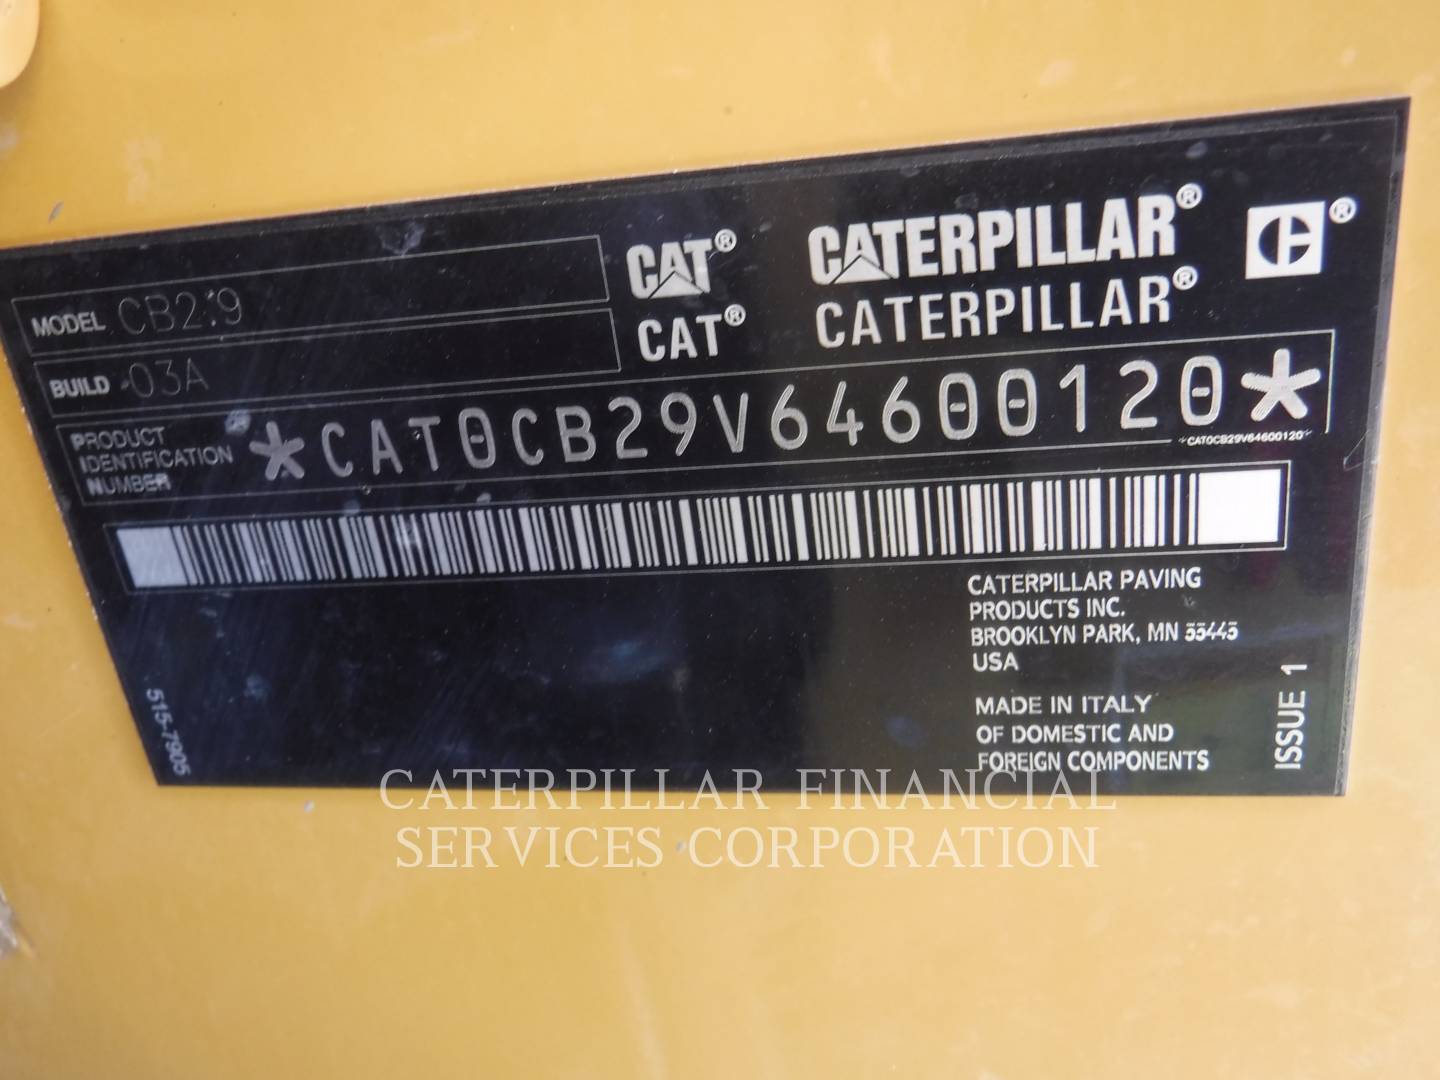 MODEL CB2.9
BUILD -03A
CAT® CATERPILLAR®
CAT® CATERPILLAR®
PRODUCT
IDENTIFICATION
NUMBER
*CAT0CB29V64600120*
*CAT0CB29V64600120*
CATERPILLAR PAVING
PRODUCTS INC.
BROOKLYN PARK, MN 55445
USA
MADE IN ITALY
OF DOMESTIC AND
FOREIGN COMPONENTS
ISSUE 1
515-7905
CATERPILLAR FINANCIAL
SERVICES CORPORATION